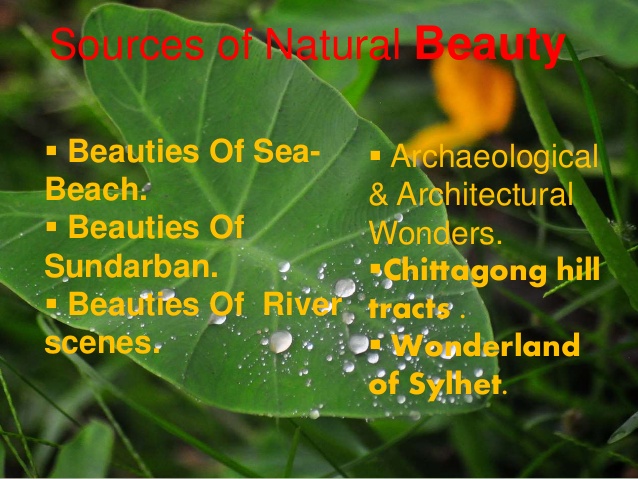 Sources of Natural Beauty
▪ Beauties Of Sea-
Beach.
▪ Beauties Of
Sundarban.
▪ Beauties Of River
scenes.
▪ Archaeological
& Architectural
Wonders.
▪Chittagong hill
tracts .
▪ Wonderland
of Sylhet.